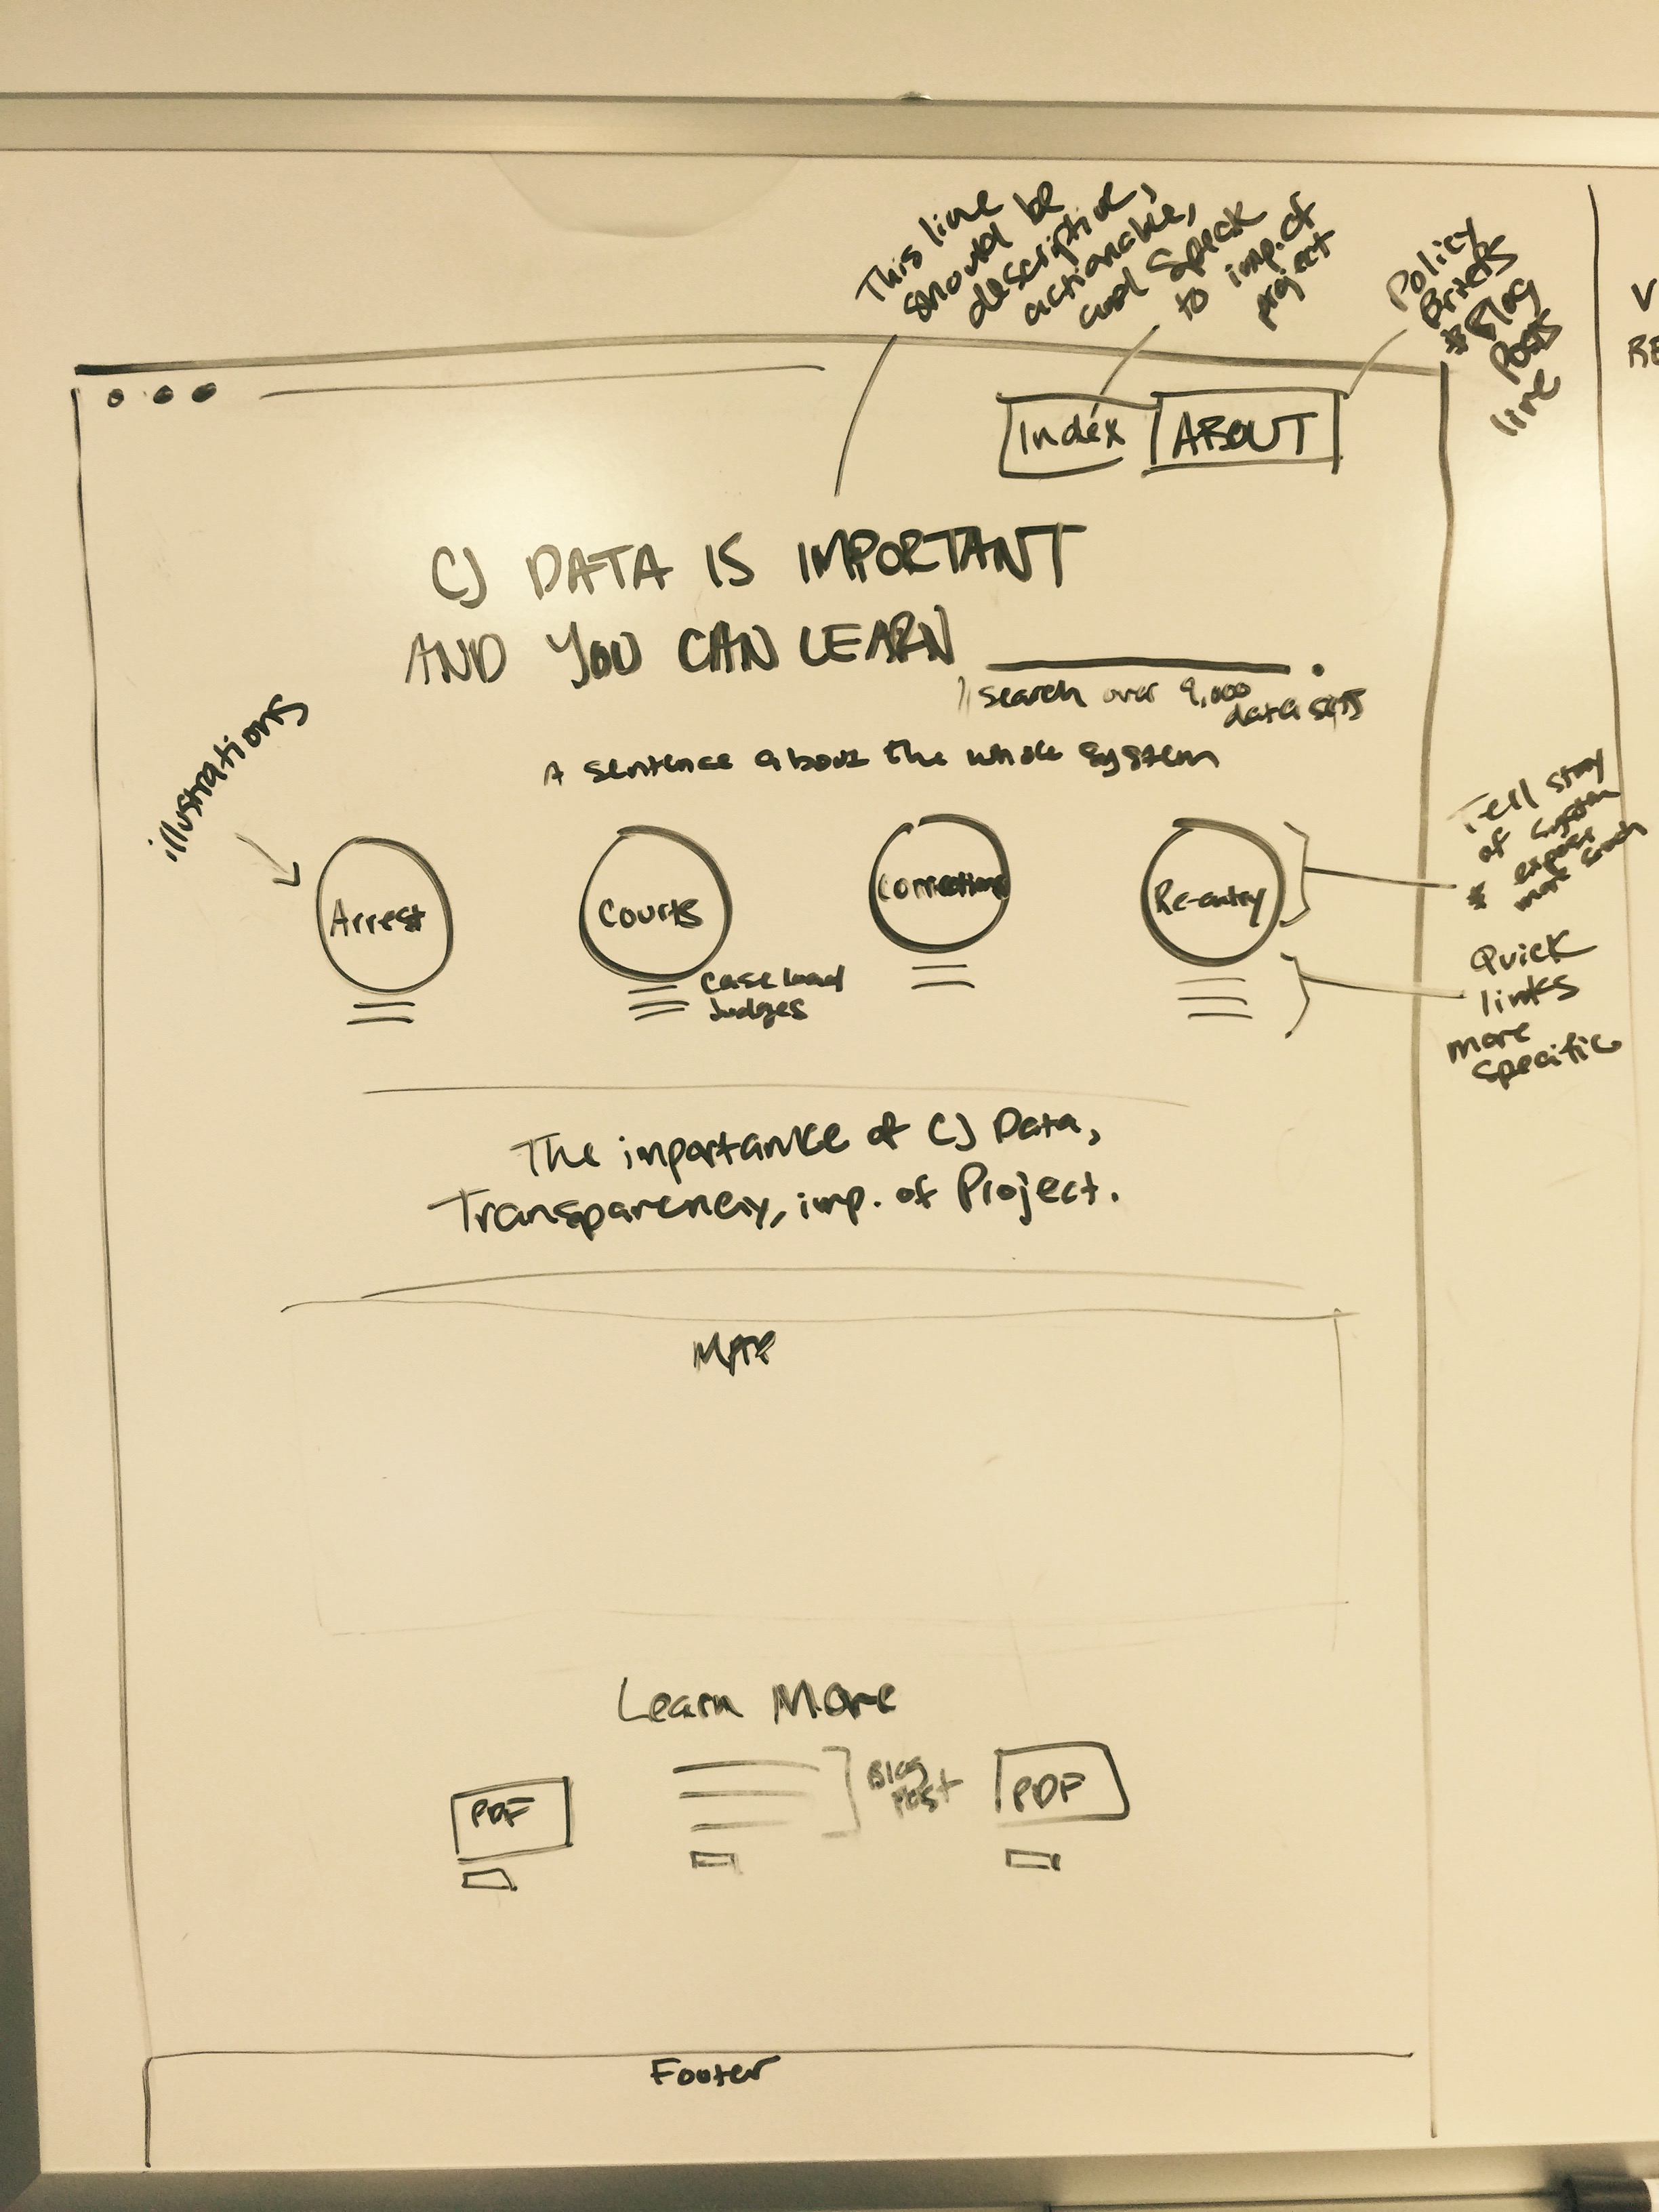 This line
should be
descriptive,
actionable,
and speak
to imp. of
project
Policy
Briefs
* Blog
Posts
line
V
RE
Index
ABOUT
CJ DATA IS IMPORTANT
AND YOU CAN LEARN ________.
search over 9,000
data sets
A sentence about the whole system
illustrations
Arrest
Courts
Corrections
Re-entry
case load
Judges
Tell story
of system
* expose
more
Quick
links
more
specific
The importance of CJ Data,
Transparency, imp. of Project.
MAP
Learn More
PDF
Blog
Post
PDF
Footer